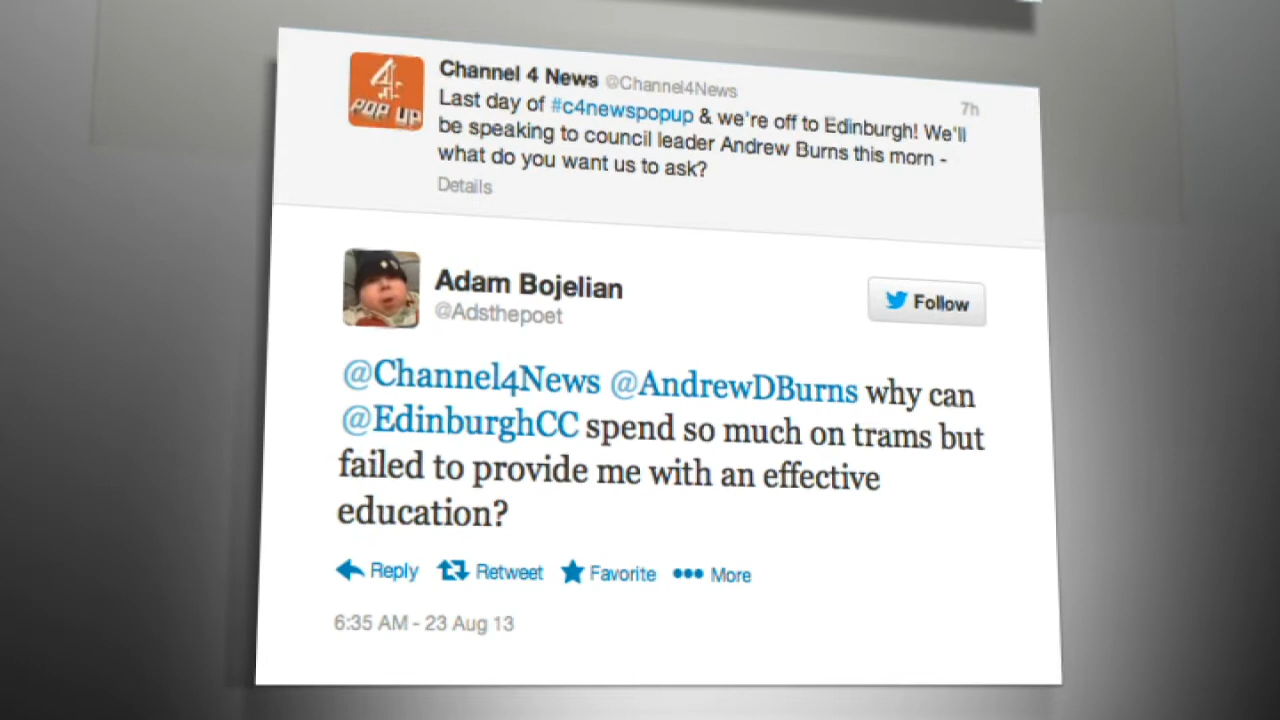 4
POP UP
Channel 4 News @Channel4News
7h
Last day of #c4newspopup & we're off to Edinburgh! We'll
be speaking to council leader Andrew Burns this morn -
what do you want us to ask?
Details
Adam Bojelian
@Adsthepoet
Follow
@Channel4News @AndrewDBurns why can
@EdinburghCC spend so much on trams but
failed to provide me with an effective
education?
Reply Retweet Favorite More
6:35 AM - 23 Aug 13